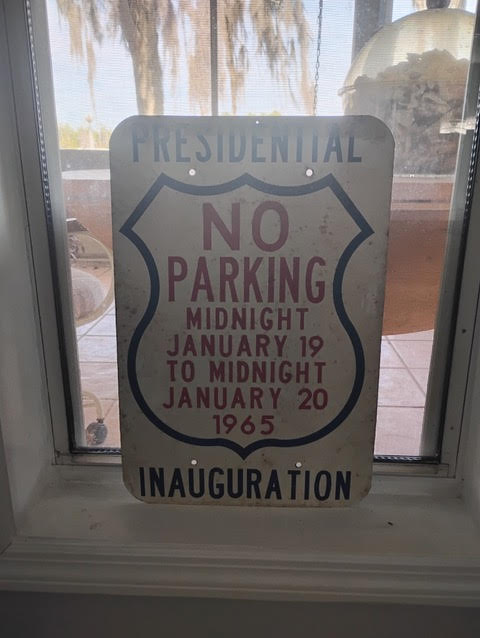 PRESIDENTIAL
NO
PARKING
MIDNIGHT
JANUARY 19
TO MIDNIGHT
JANUARY 20
1965
INAUGURATION